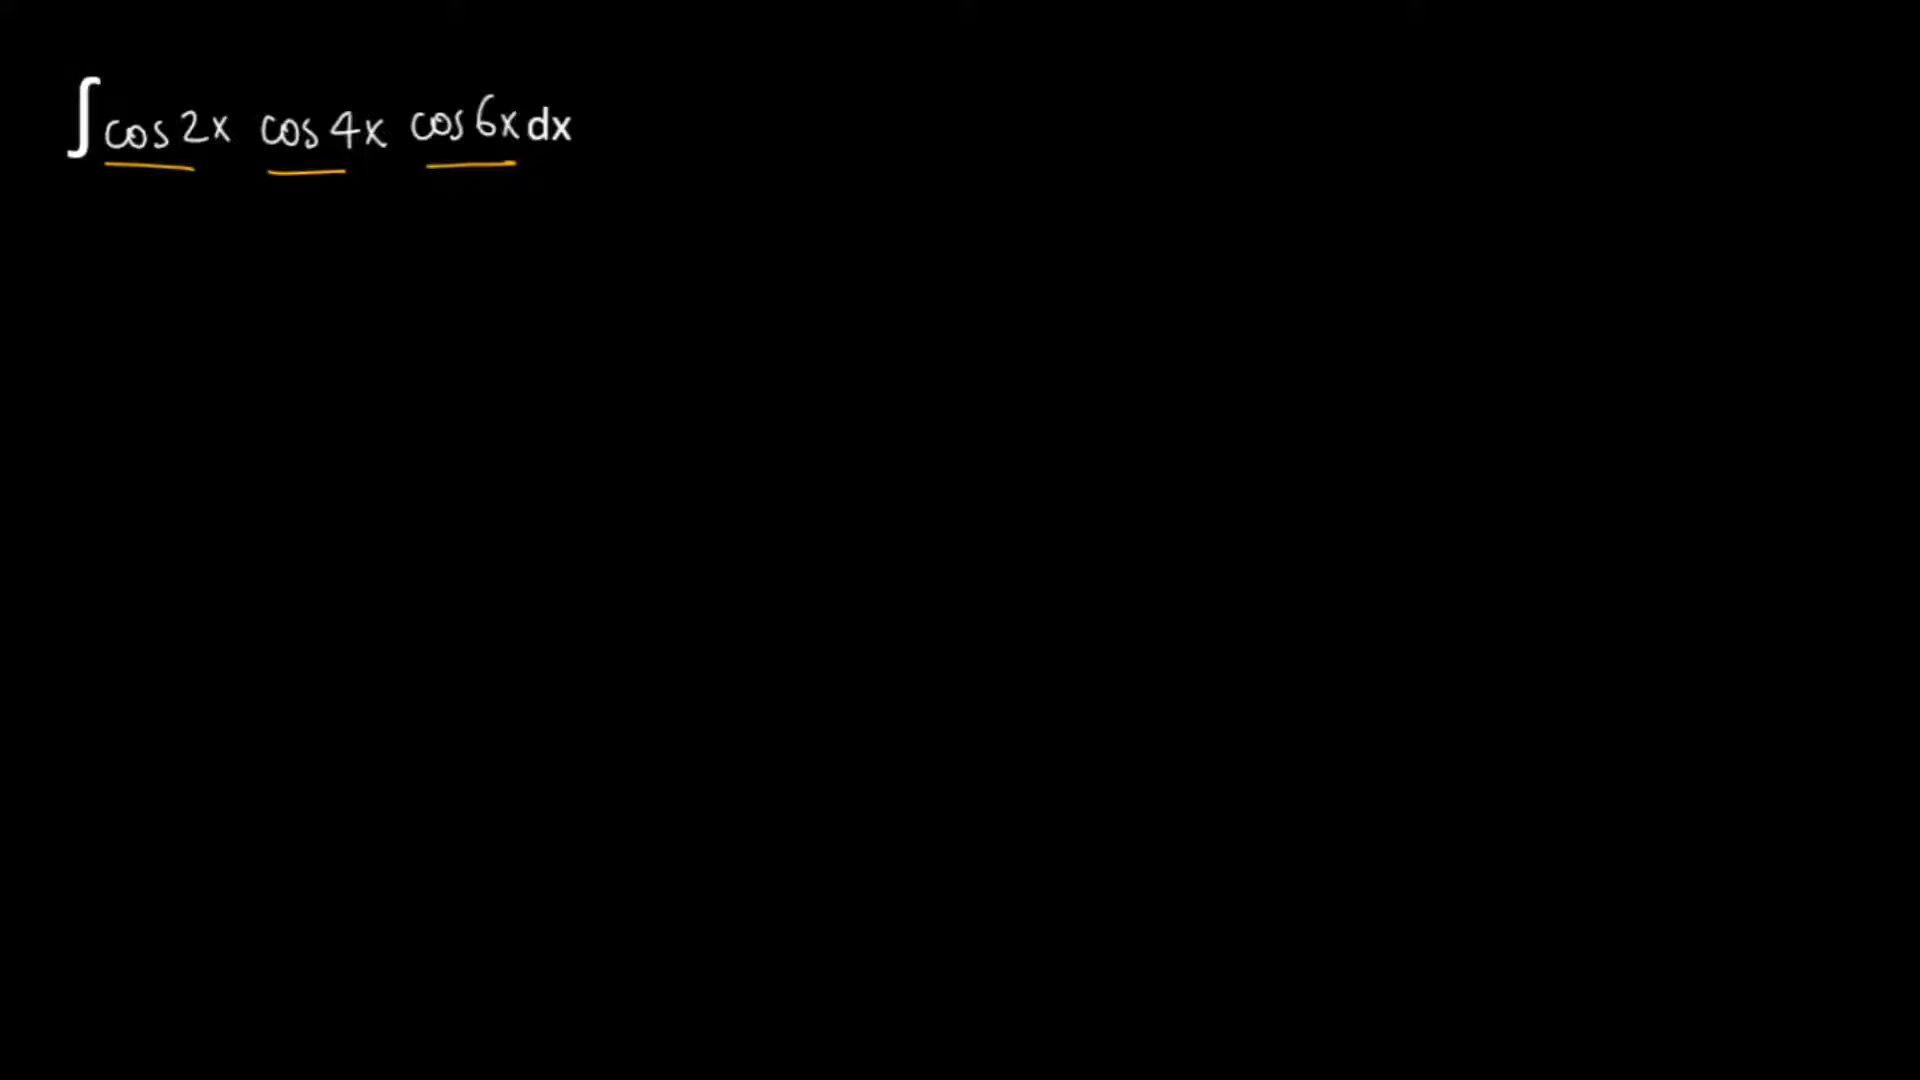 ∫cos 2x cos 4x cos 6x dx